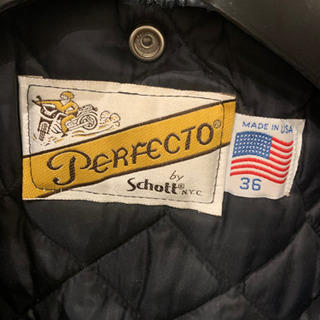 PERFECTO®
by
Schott® N.Y.C
MADE IN USA
36